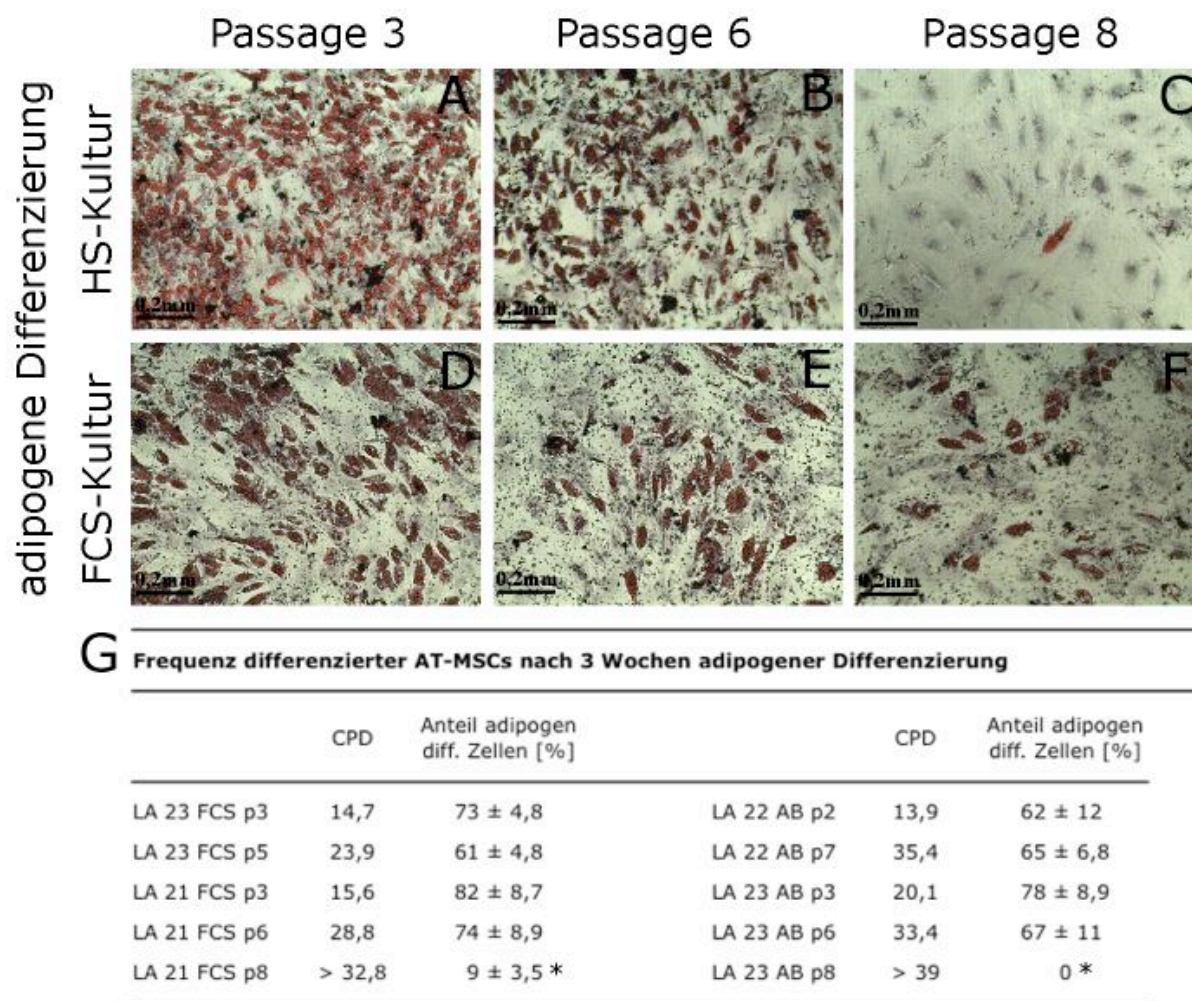 Passage 3 Passage 6 Passage 8
adipogene Differenzierung
HS-Kultur
A B C
0,2mm 0,2mm 0,2mm
FCS-Kultur
D E F
0,2mm 0,2mm 0,2mm
G Frequenz differenzierter AT-MSCs nach 3 Wochen adipogener Differenzierung
CPD Anteil adipogen diff. Zellen [%] CPD Anteil adipogen diff. Zellen [%]
LA 23 FCS p3 14,7 73 ± 4,8 LA 22 AB p2 13,9 62 ± 12
LA 23 FCS p5 23,9 61 ± 4,8 LA 22 AB p7 35,4 65 ± 6,8
LA 21 FCS p3 15,6 82 ± 8,7 LA 23 AB p3 20,1 78 ± 8,9
LA 21 FCS p6 28,8 74 ± 8,9 LA 23 AB p6 33,4 67 ± 11
LA 21 FCS p8 > 32,8 9 ± 3,5 * LA 23 AB p8 > 39 0 *